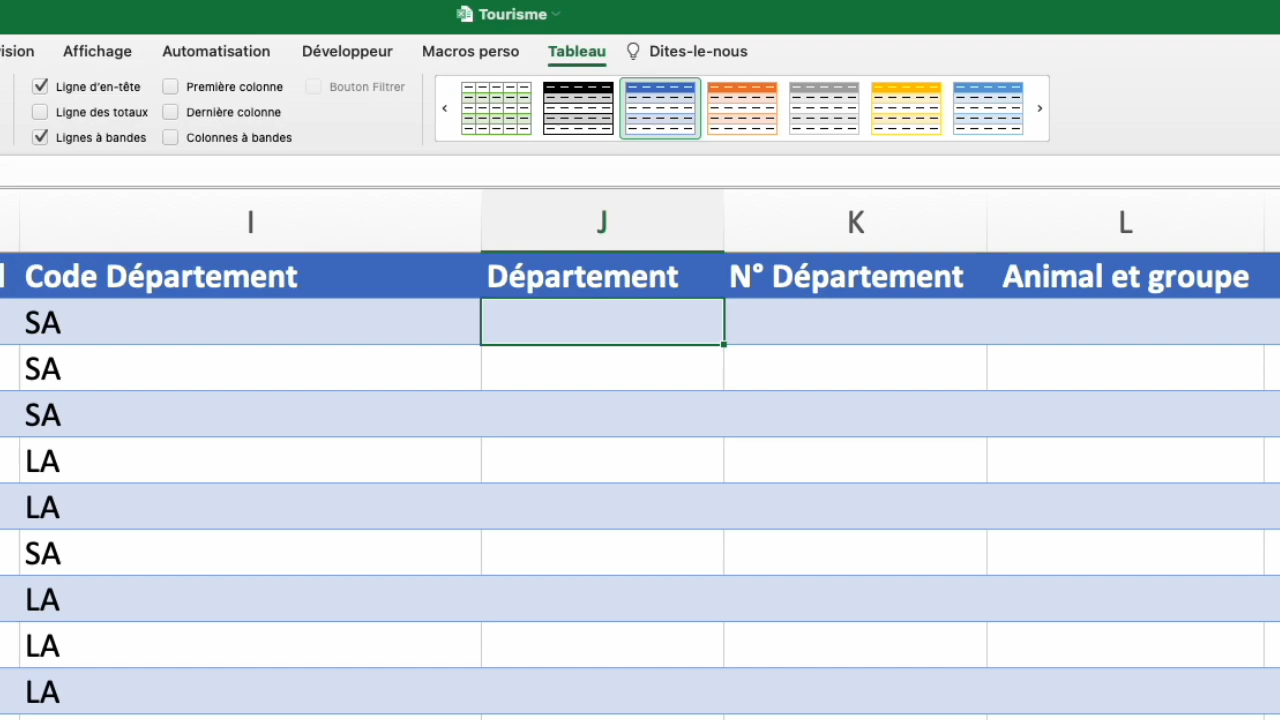 Tourisme
ision Affichage Automatisation Développeur Macros perso Tableau Dites-le-nous
Ligne d'en-tête Première colonne Bouton Filtrer
Ligne des totaux Dernière colonne
Lignes à bandes Colonnes à bandes
I J K L
Code Département Département N° Département Animal et groupe
SA
SA
SA
LA
LA
SA
LA
LA
LA